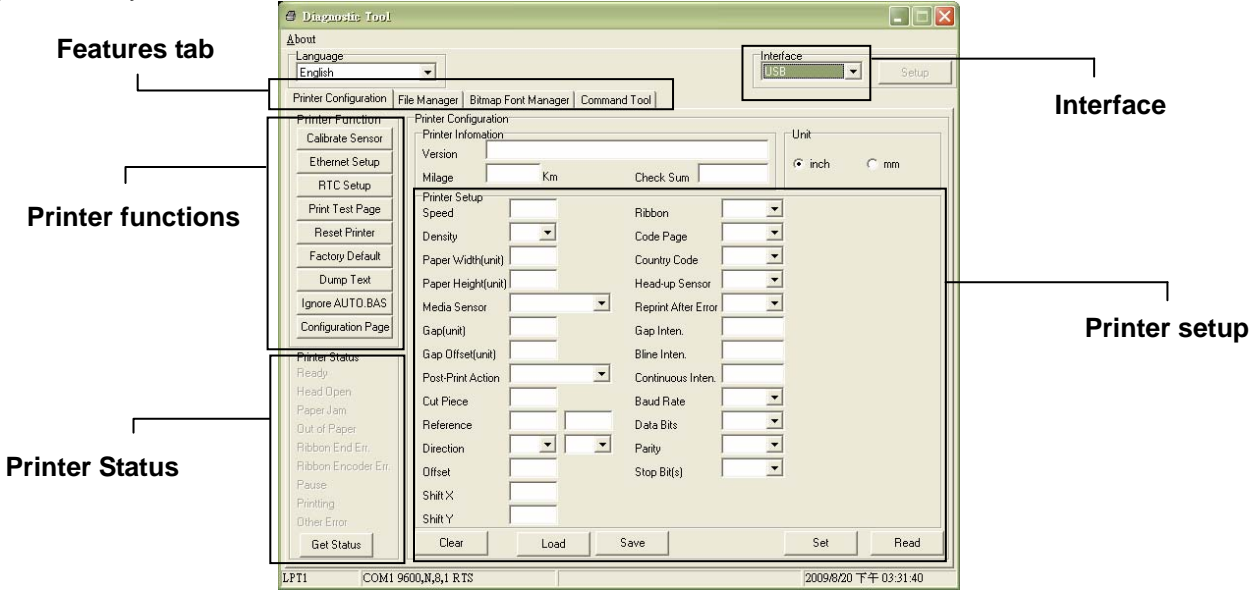 Diagnostic Tool
About
Language
English
Interface
USB
Setup
Features tab
Interface
Printer Configuration File Manager Bitmap Font Manager Command Tool
Printer Function
Calibrate Sensor
Ethernet Setup
RTC Setup
Print Test Page
Reset Printer
Factory Default
Dump Text
Ignore AUTO.BAS
Configuration Page
Printer functions
Printer Status
Ready
Head Open
Paper Jam
Out of Paper
Ribbon End Err.
Ribbon Encoder Err.
Pause
Printting
Other Error
Get Status
Printer Status
Printer Configuration
Printer Infomation
Version
Milage Km Check Sum
Unit
inch mm
Printer Setup
Speed Ribbon
Density Code Page
Paper Width(unit) Country Code
Paper Height(unit) Head-up Sensor
Media Sensor Reprint After Error
Gap(unit) Gap Inten.
Gap Offset(unit) Bline Inten.
Post-Print Action Continuous Inten.
Cut Piece Baud Rate
Reference Data Bits
Direction Parity
Offset Stop Bit(s)
Shift X
Shift Y
Clear Load Save Set Read
Printer setup
LPT1 COM1 9600,N,8,1 RTS 2009/8/20 下午 03:31:40